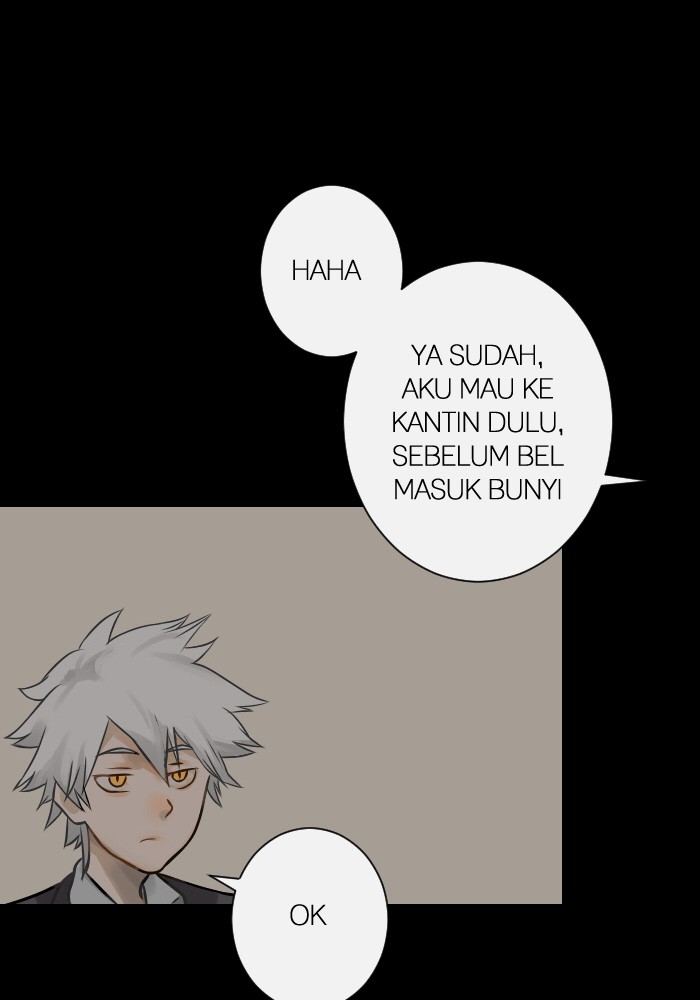 HAHA
YA SUDAH,
AKU MAU KE
KANTIN DULU,
SEBELUM BEL
MASUK BUNYI
OK